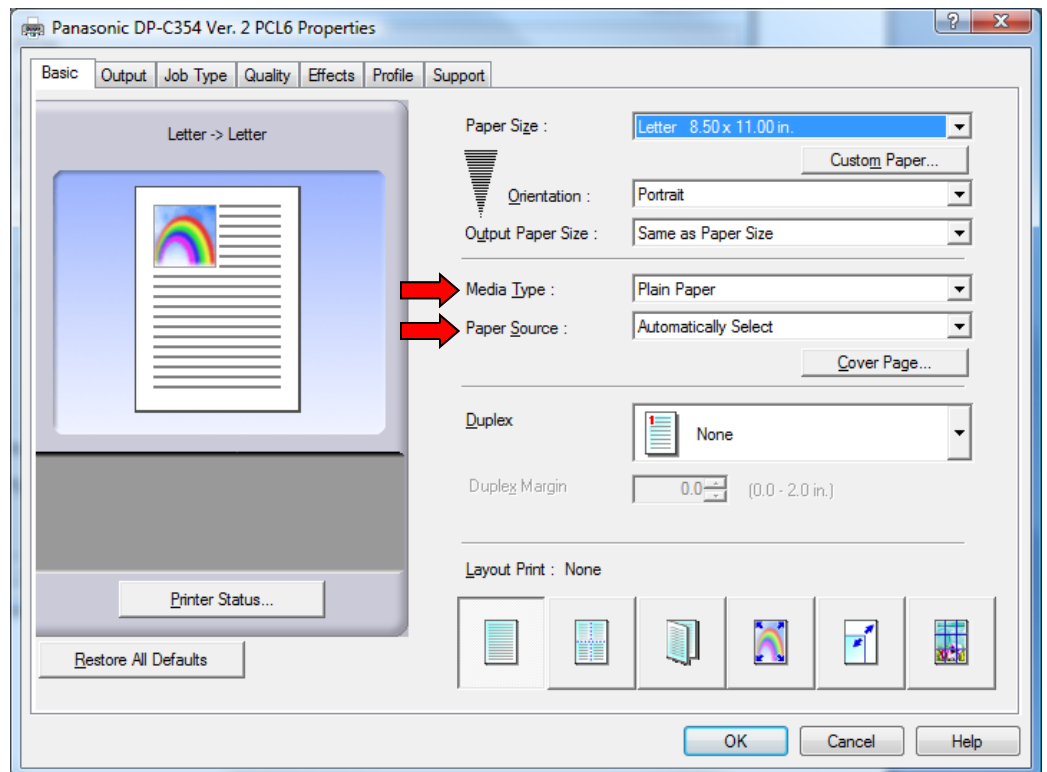 Panasonic DP-C354 Ver. 2 PCL6 Properties
Basic Output Job Type Quality Effects Profile Support
Letter -> Letter
Paper Size : Letter 8.50 x 11.00 in.
Custom Paper...
Orientation : Portrait
Output Paper Size : Same as Paper Size
Media Type : Plain Paper
Paper Source : Automatically Select
Cover Page...
Duplex 1 None
Duplex Margin 0.0 (0.0 - 2.0 in.)
Layout Print : None
Printer Status...
Restore All Defaults
OK Cancel Help